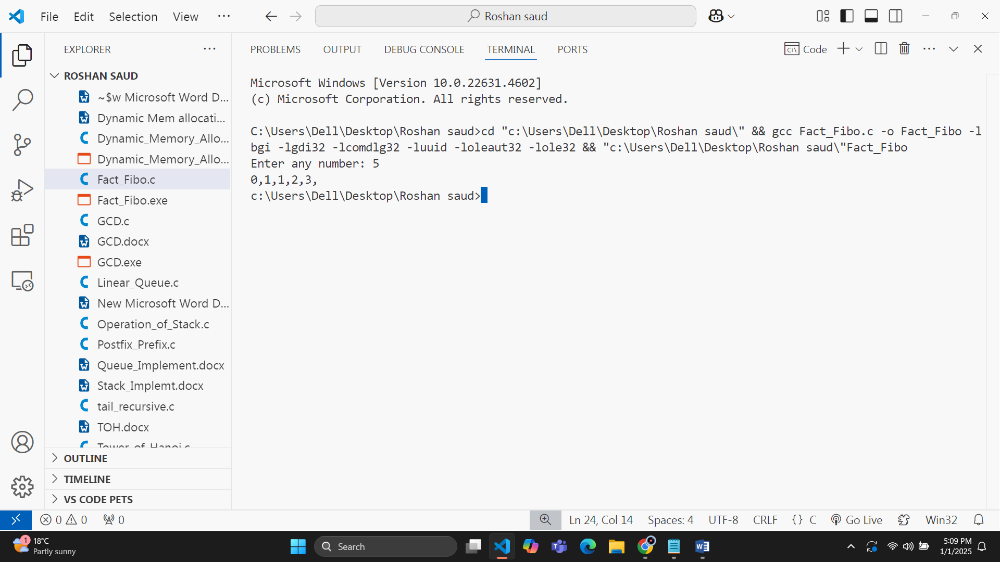 File Edit Selection View ··· Roshan saud
EXPLORER ···
ROSHAN SAUD
~$w Microsoft Word D...
Dynamic Mem allocati...
Dynamic_Memory_Allo...
Dynamic_Memory_Allo...
Fact_Fibo.c
Fact_Fibo.exe
GCD.c
GCD.docx
GCD.exe
Linear_Queue.c
New Microsoft Word D...
Operation_of_Stack.c
Postfix_Prefix.c
Queue_Implement.docx
Stack_Implemt.docx
tail_recursive.c
TOH.docx
Tower_of_Hanoi.c
OUTLINE
TIMELINE
VS CODE PETS
PROBLEMS OUTPUT DEBUG CONSOLE TERMINAL PORTS Code
Microsoft Windows [Version 10.0.22631.4602]
(c) Microsoft Corporation. All rights reserved.
C:\Users\Dell\Desktop\Roshan saud>cd "c:\Users\Dell\Desktop\Roshan saud\" && gcc Fact_Fibo.c -o Fact_Fibo -l
bgi -lgdi32 -lcomdlg32 -luuid -loleaut32 -lole32 && "c:\Users\Dell\Desktop\Roshan saud\"Fact_Fibo
Enter any number: 5
0,1,1,2,3,
c:\Users\Dell\Desktop\Roshan saud>
0 0 0 Ln 24, Col 14 Spaces: 4 UTF-8 CRLF {} C Go Live Win32
1 18°C
Partly sunny
Search
5:09 PM
1/1/2025